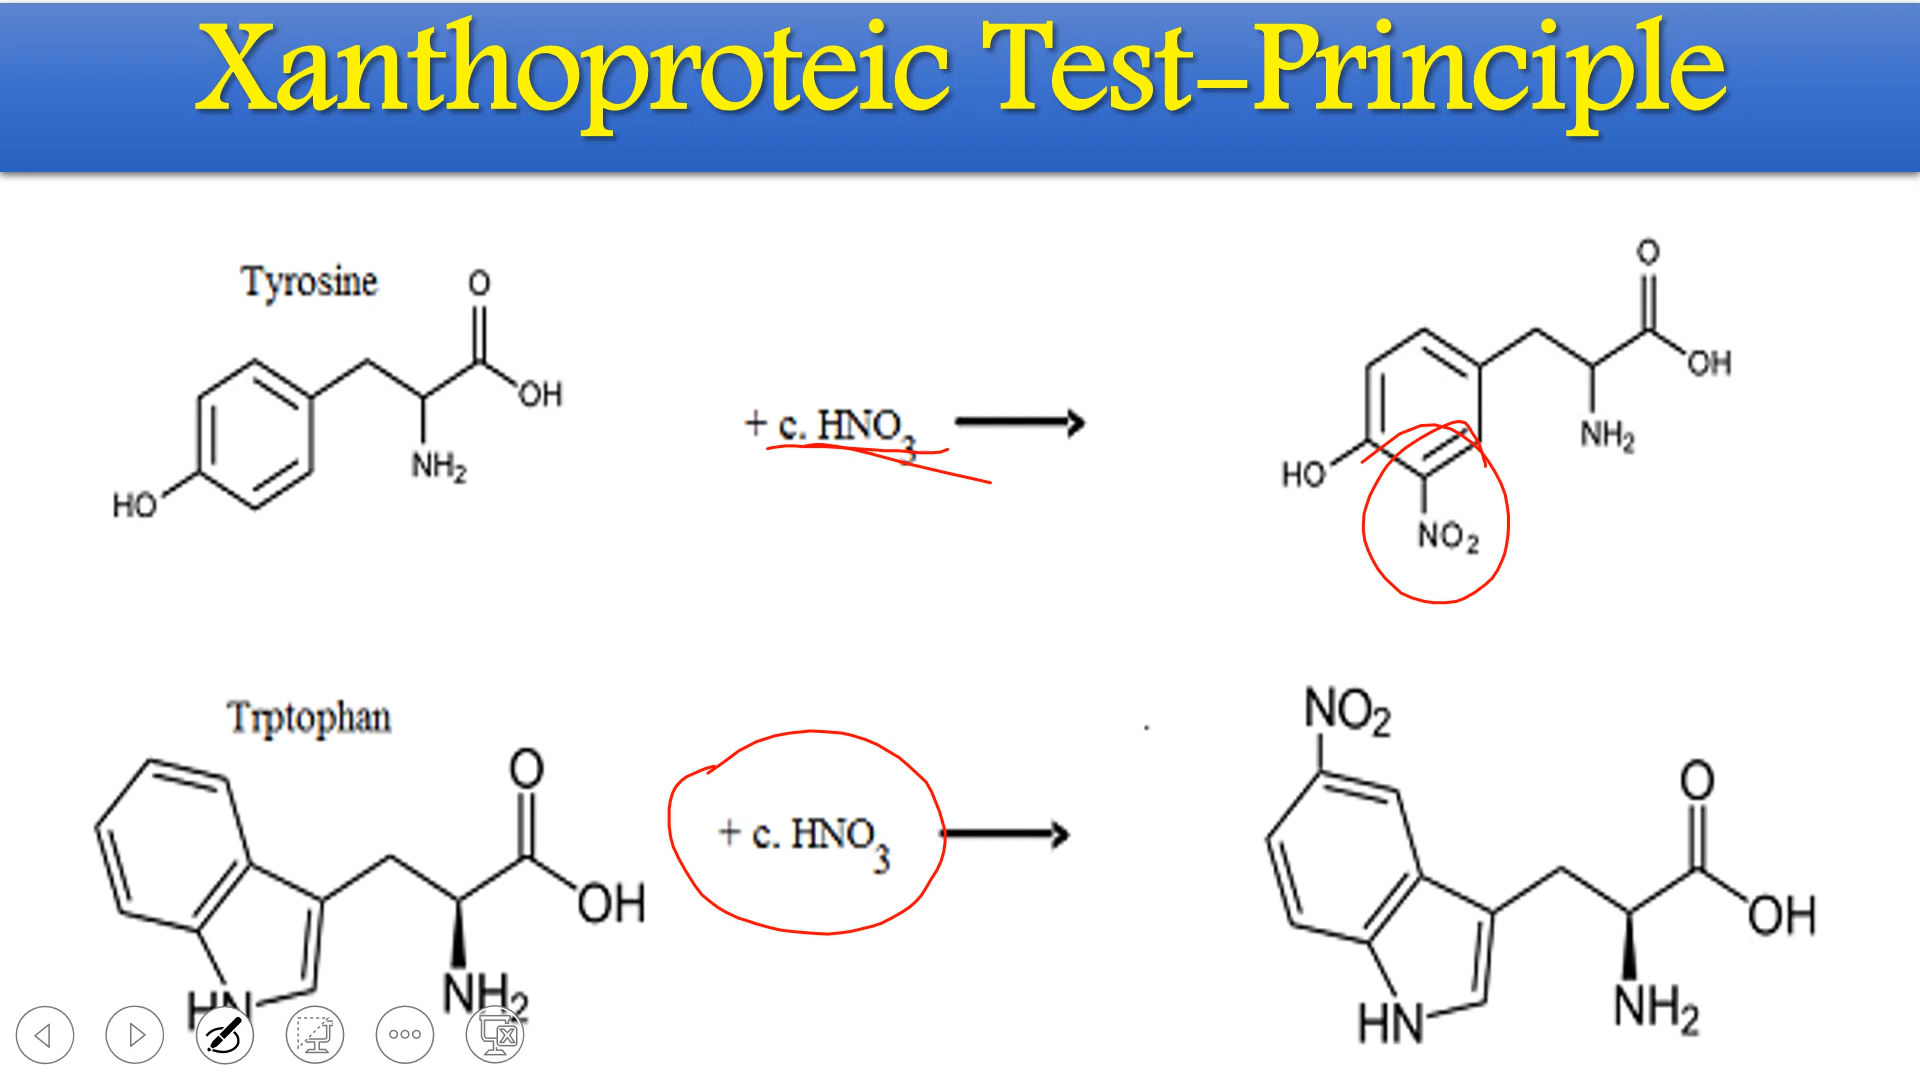 Xanthoproteic Test-Principle
Tyrosine
O
OH
NH2
HO
+ c. HNO3
O
OH
NH2
HO
NO2
Trptophan
O
OH
NH2
HN
+ c. HNO3
NO2
O
OH
NH2
HN